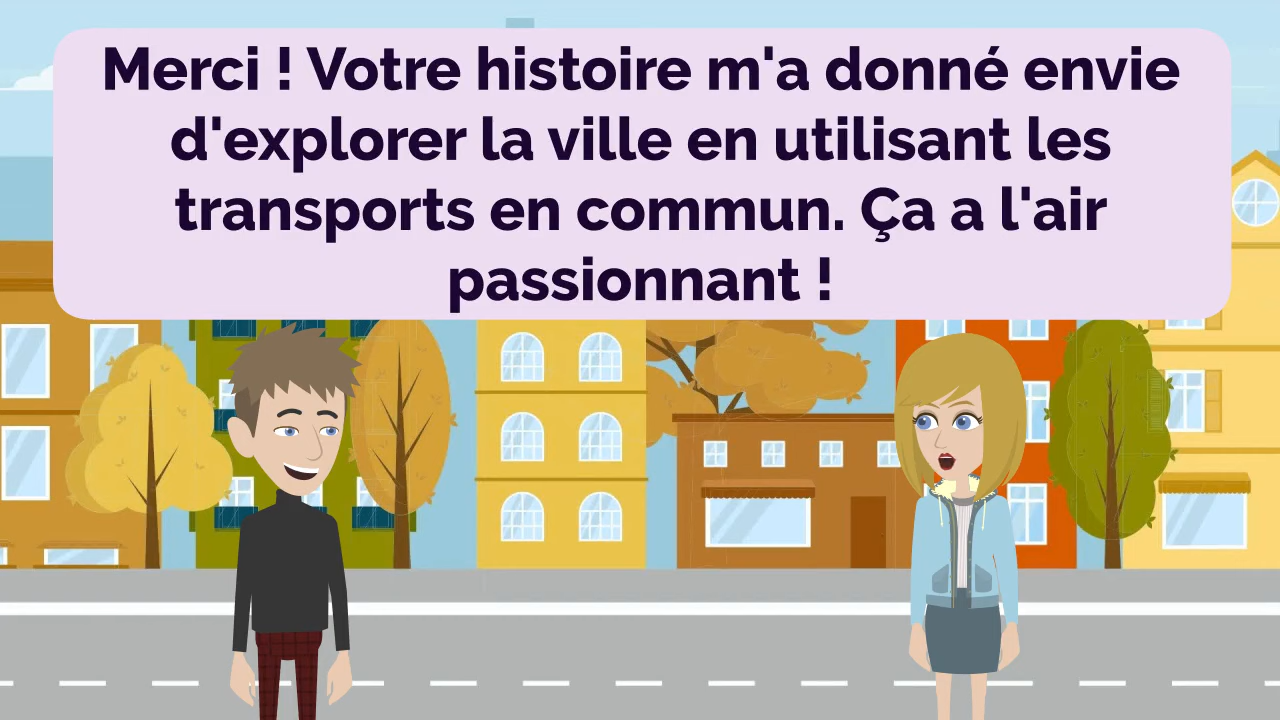 Merci ! Votre histoire m'a donné envie
d'explorer la ville en utilisant les
transports en commun. Ça a l'air
passionnant !